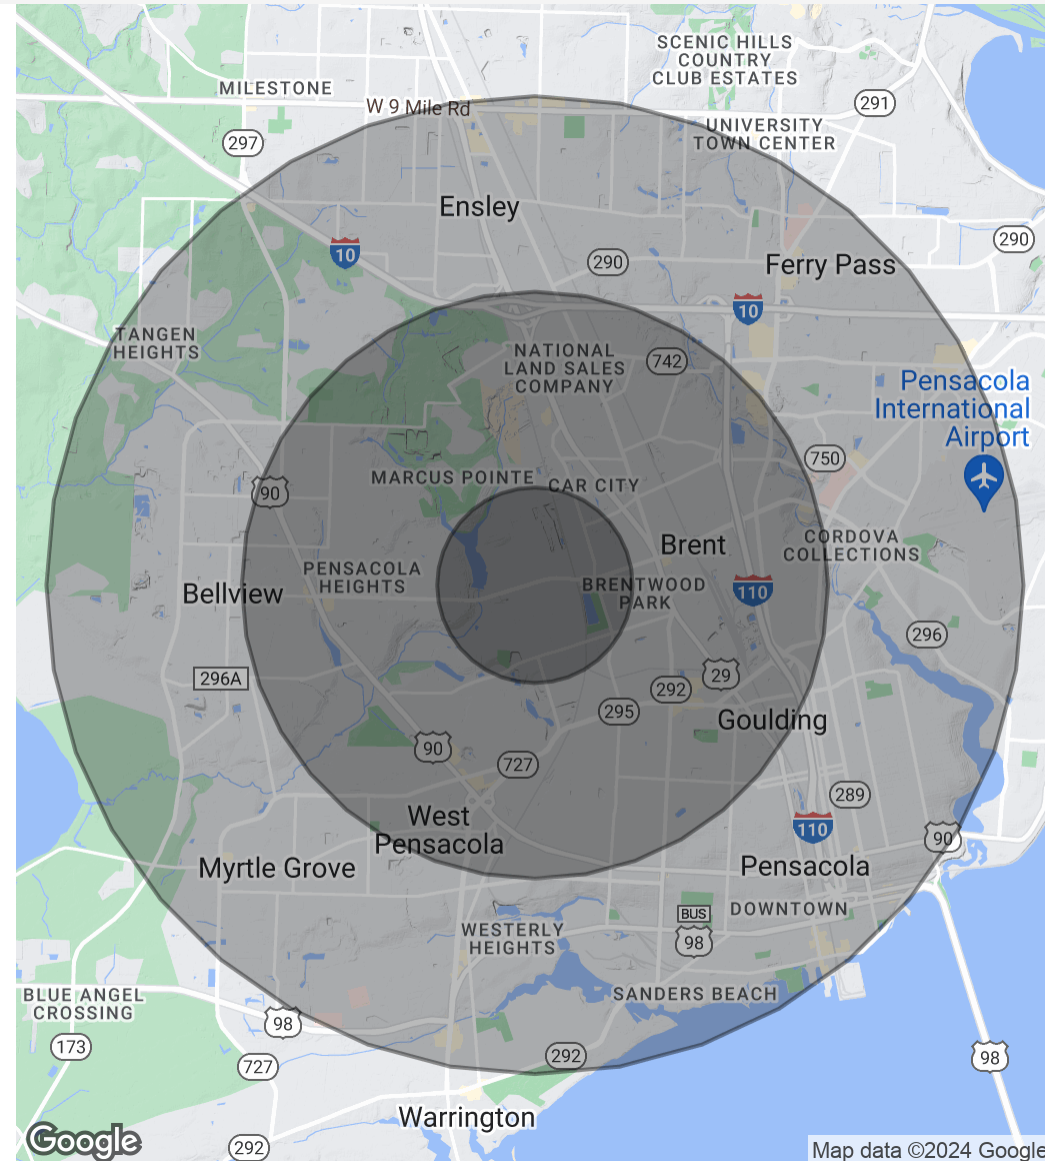 SCENIC HILLS
COUNTRY
CLUB ESTATES
MILESTONE
W 9 Mile Rd
291
297
UNIVERSITY
TOWN CENTER
Ensley
290
10
290
Ferry Pass
10
TANGEN
HEIGHTS
NATIONAL
LAND SALES
COMPANY
742
Pensacola
International
Airport
750
MARCUS POINTE
CAR CITY
90
Brent
CORDOVA
COLLECTIONS
PENSACOLA
HEIGHTS
Bellview
BRENTWOOD
PARK
110
296
296A
29
292
295
Goulding
90
727
289
West
Pensacola
110
90
Myrtle Grove
Pensacola
DOWNTOWN
BUS
98
WESTERLY
HEIGHTS
SANDERS BEACH
BLUE ANGEL
CROSSING
98
173
727
292
98
Warrington
Google
292
Map data ©2024 Google